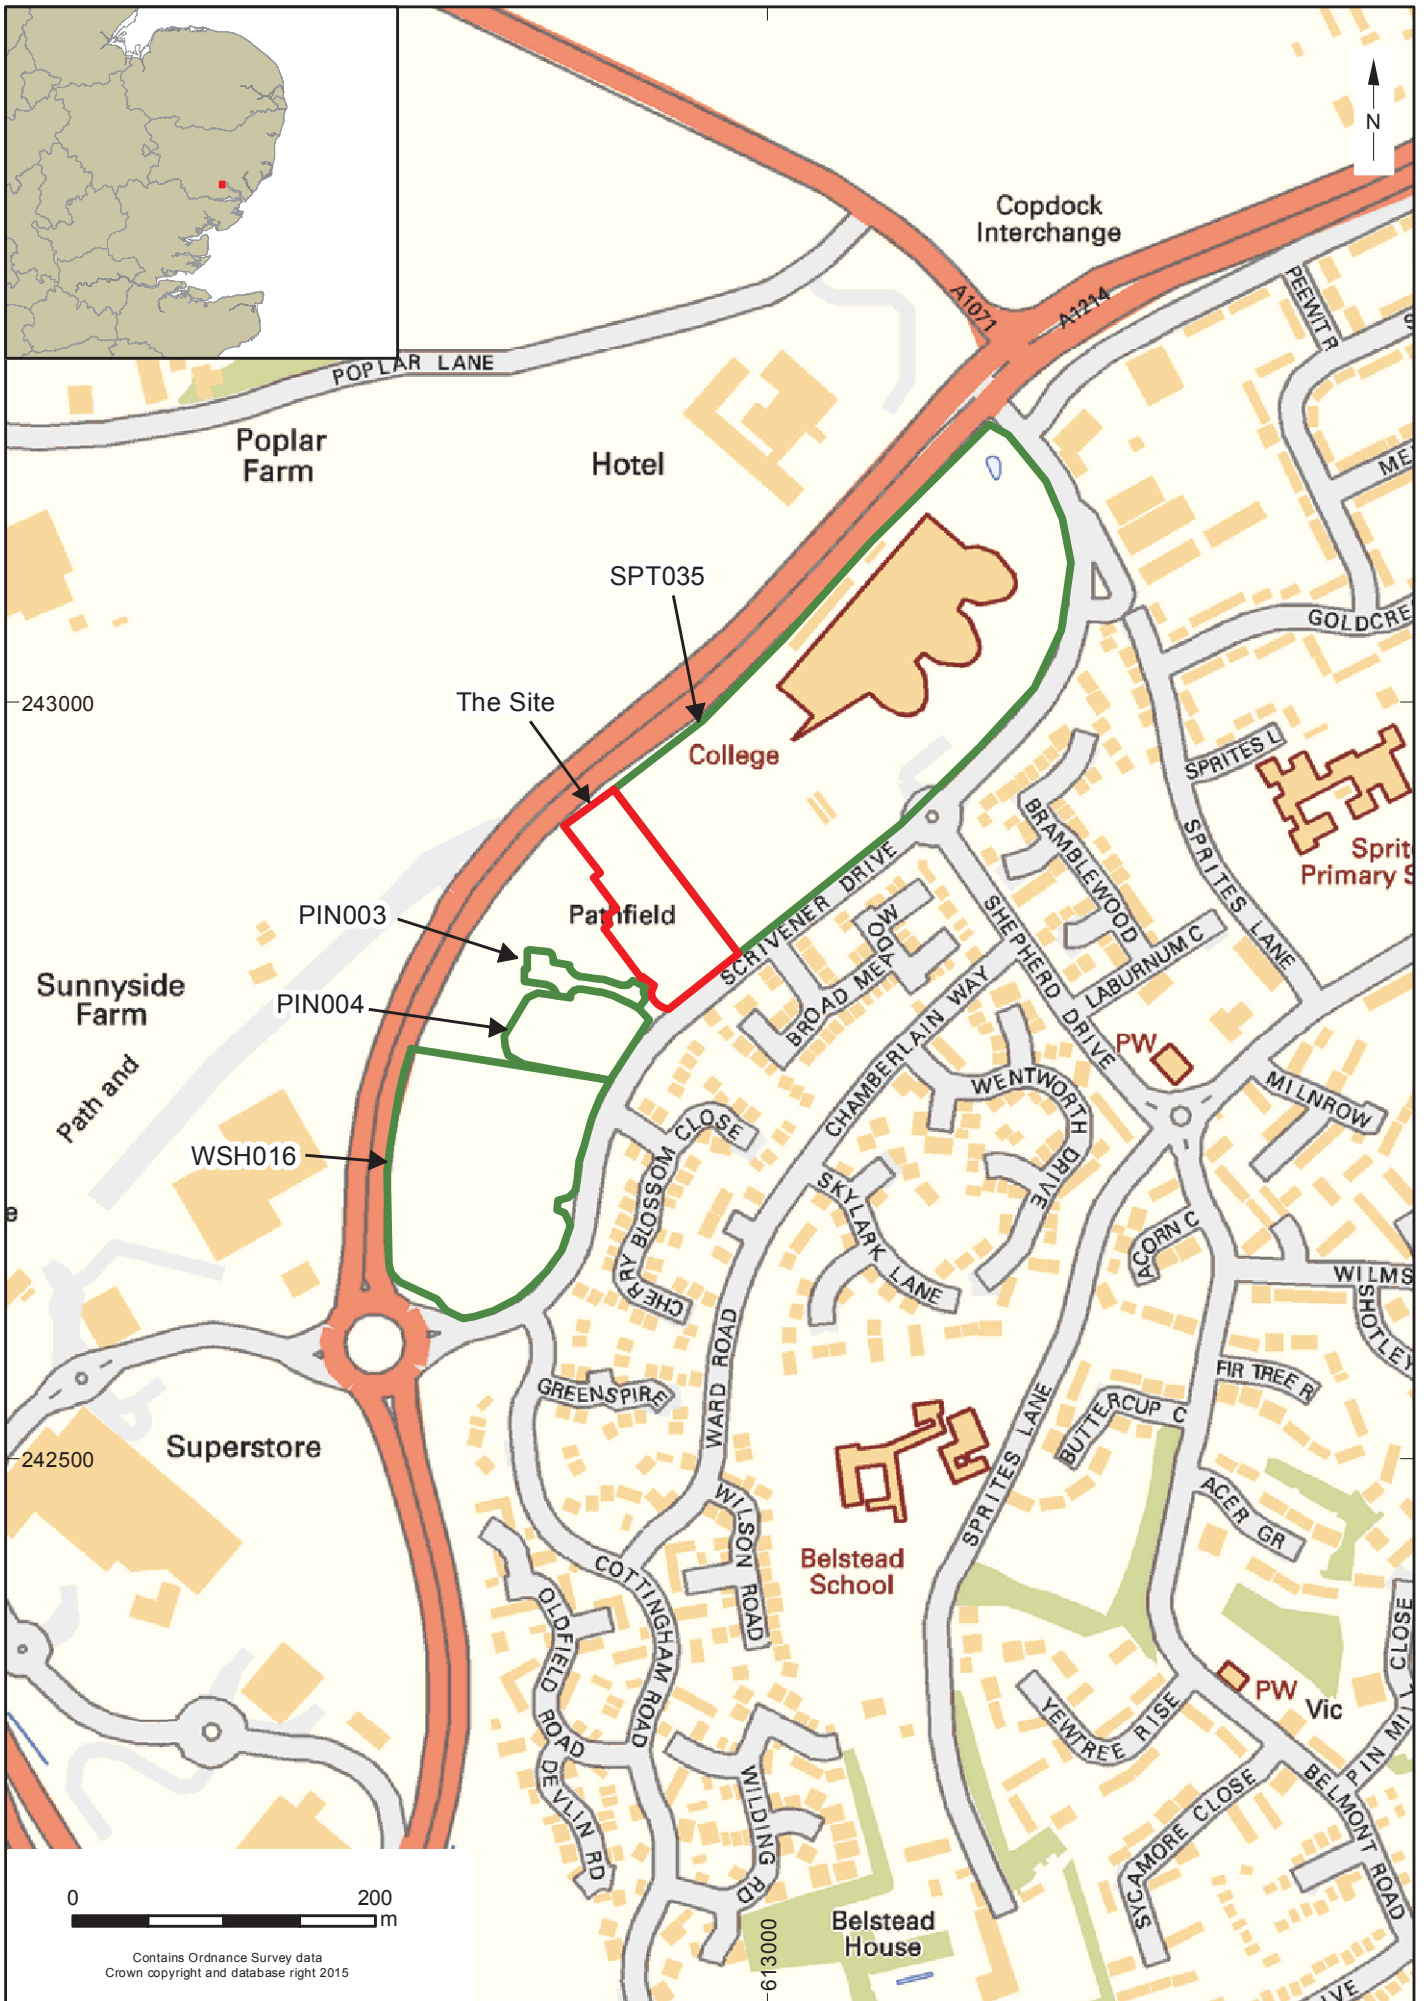 N
Copdock
Interchange
A1071
A1214
PEEWIT R
POPLAR LANE
Poplar
Farm
Hotel
ME
GOLDCRE
SPT035
243000
The Site
College
SPRITES L
Sprit
Primary S
BRAMBLEWOOD
SPRITES LANE
SCRIVENER DRIVE
SHEPHERD DRIVE
LABURNUM C
PIN003
Pathfield
BROAD MEADOW
Sunnyside
Farm
PIN004
CHAMBERLAIN WAY
PW
WENTWORTH DRIVE
MILNROW
Path and
WSH016
CHERRY BLOSSOM CLOSE
SKYLARK LANE
ACORN C
e
WILMS
SHOTLEY
WARD ROAD
GREENSPIRE
FIR TREE R
BUTTERCUP C
Superstore
242500
SPRITES LANE
ACER GR
WILSON ROAD
Belstead
School
COTTINGHAM ROAD
OLDFIELD ROAD
CLOSE
PIN MILL
PW
Vic
YEWTREE RISE
DEVLIN RD
WILDING RD
SYCAMORE CLOSE
BELMONT ROAD
0 200
m
Belstead
House
613000
Contains Ordnance Survey data
Crown copyright and database right 2015
IVE